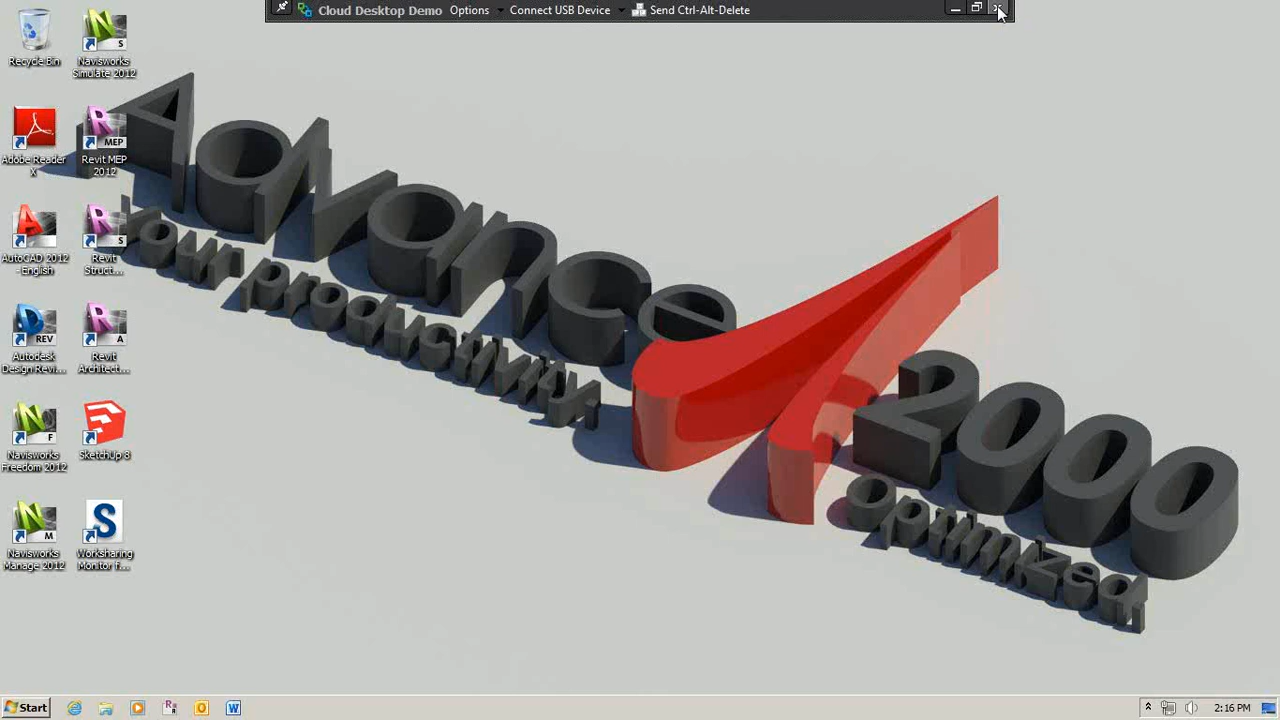 Cloud Desktop Demo Options Connect USB Device Send Ctrl-Alt-Delete
Recycle Bin
Navisworks
Simulate 2012
Adobe Reader
X
Revit MEP
2012
AutoCAD 2012
- English
Revit
Struct...
Autodesk
Design Revi...
Revit
Architect...
Navisworks
Freedom 2012
SketchUp 8
Navisworks
Manage 2012
Worksharing
Monitor f...
S
MEP
S
REV
A
F
M
Advance
Your productivity
2000
optimized
Start
2:16 PM